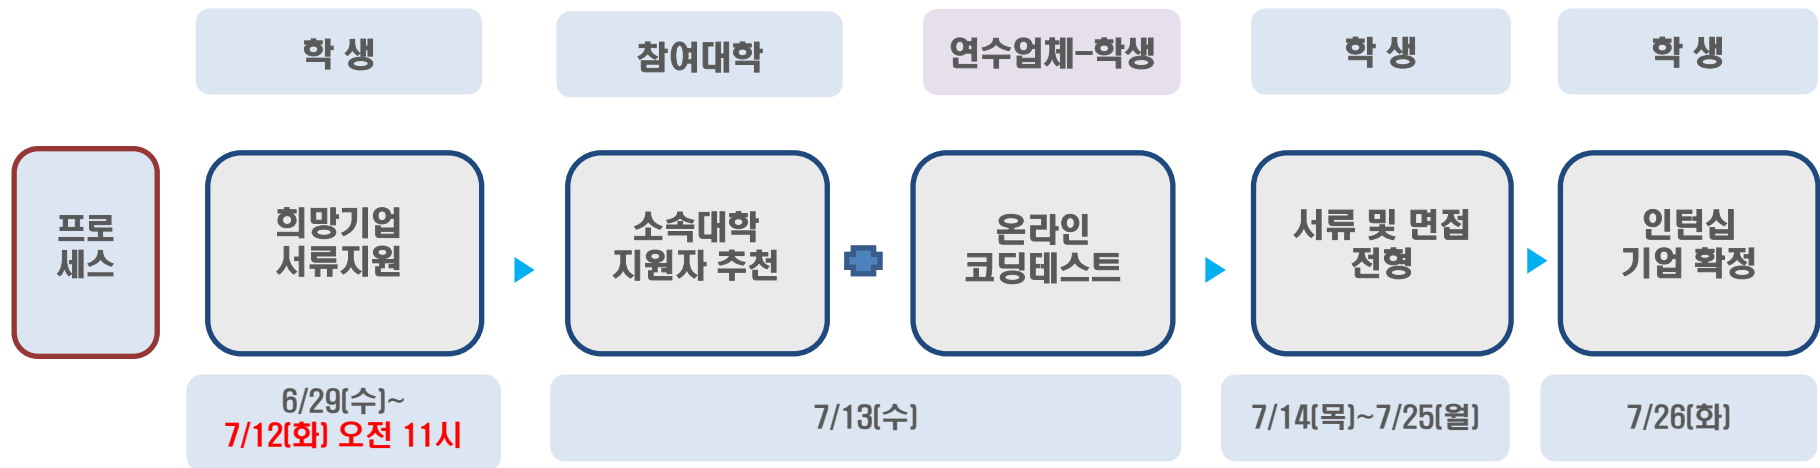 학 생
참여대학
연수업체-학생
학 생
학 생
프로
세스
희망기업
서류지원
소속대학
지원자 추천
온라인
코딩테스트
서류 및 면접
전형
인턴십
기업 확정
6/29(수)~
7/12(화) 오전 11시
7/13(수)
7/14(목)~7/25(월)
7/26(화)